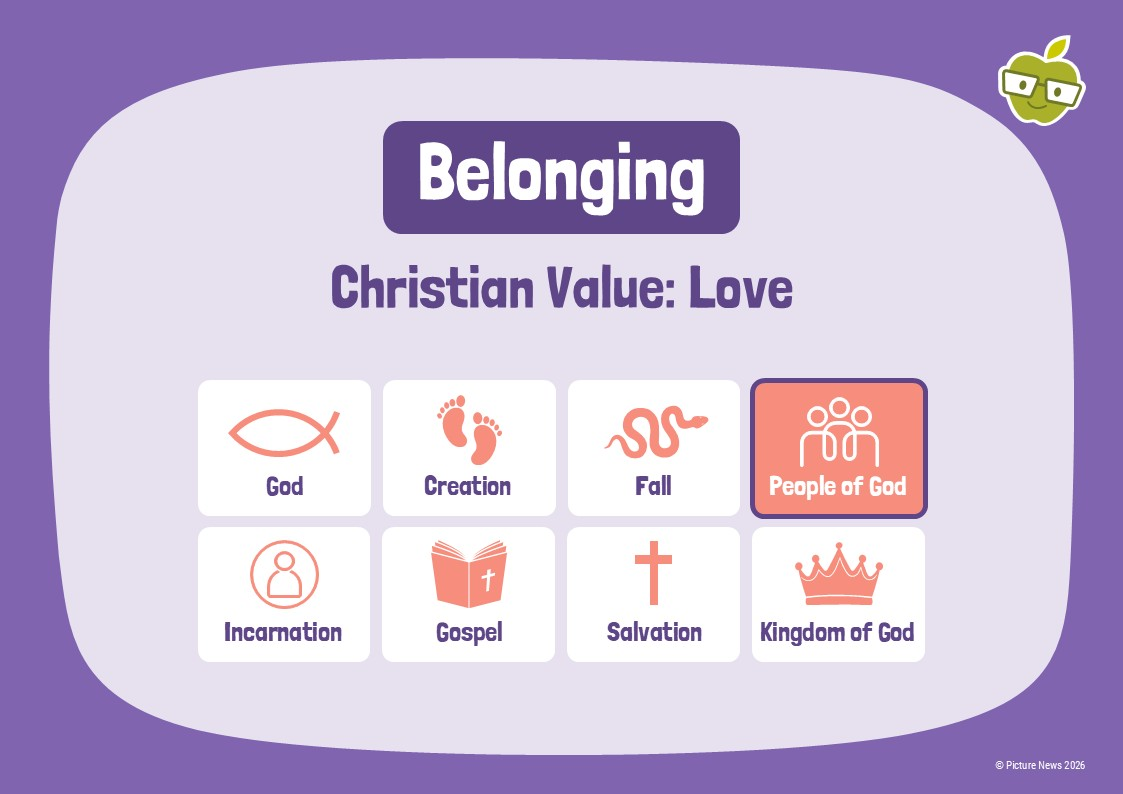 Belonging
Christian Value: Love
God
Creation
Fall
People of God
Incarnation
Gospel
Salvation
Kingdom of God
© Picture News 2026